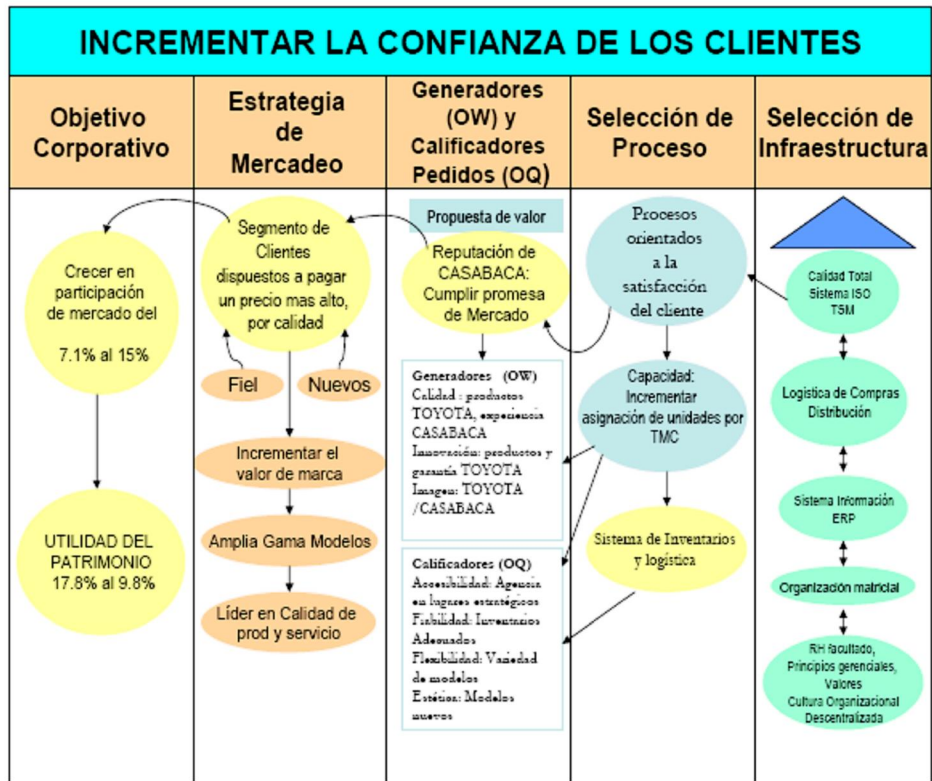 INCREMENTAR LA CONFIANZA DE LOS CLIENTES
Objetivo
Corporativo
Estrategia
de
Mercadeo
Generadores
(OW) y
Calificadores
Pedidos (OQ)
Selección de
Proceso
Selección de
Infraestructura
Crecer en
participación
de mercado del
7.1% al 15%
UTILIDAD DEL
PATRIMONIO
17.8% al 9.8%
Segmento de
Clientes
dispuestos a pagar
un precio mas alto,
por calidad
Fiel
Nuevos
Incrementar el
valor de marca
Amplia Gama Modelos
Líder en Calidad de
prod y servicio
Propuesta de valor
Reputación de
CASABACA:
Cumplir promesa
de Mercado
Generadores (OW)
Calidad : productos
TOYOTA, experiencia
CASABACA
Innovación: productos y
garantía TOYOTA
Imagen: TOYOTA
/CASABACA
Calificadores (OQ)
Accesibilidad: Agencia
en lugares estratégicos
Fiabilidad: Inventarios
Adecuados
Flexibilidad: Variedad
de modelos
Estética: Modelos
nuevos
Procesos
orientados
a la
satisfacción
del cliente
Capacidad:
Incrementar
asignación de unidades por
TMC
Sistema de Inventarios
y logística
Calidad Total
Sistema ISO
TSM
Logística de Compras
Distribución
Sistema Información
ERP
Organización matricial
RH facultado,
Principios gerenciales,
Valores
Cultura Organizacional
Descentralizada